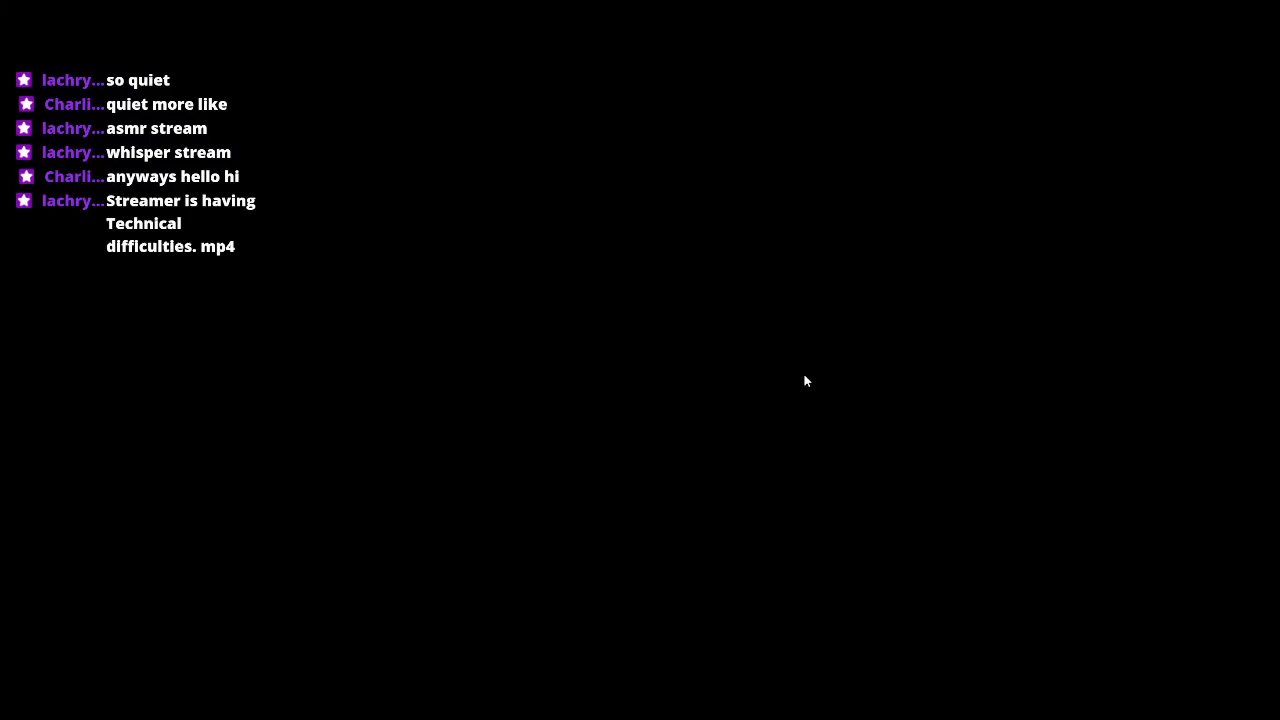 lachry...so quiet
Charli...quiet more like
lachry...asmr stream
lachry...whisper stream
Charli...anyways hello hi
lachry...Streamer is having
Technical
difficulties. mp4